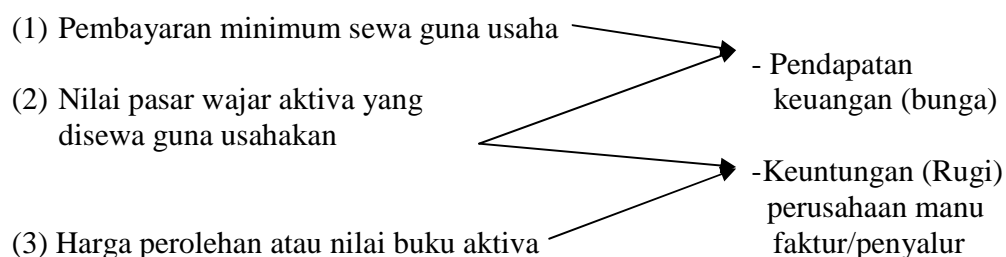 (1) Pembayaran minimum sewa guna usaha
- Pendapatan
keuangan (bunga)
(2) Nilai pasar wajar aktiva yang
disewa guna usahakan
-Keuntungan (Rugi)
perusahaan manu
faktur/penyalur
(3) Harga perolehan atau nilai buku aktiva